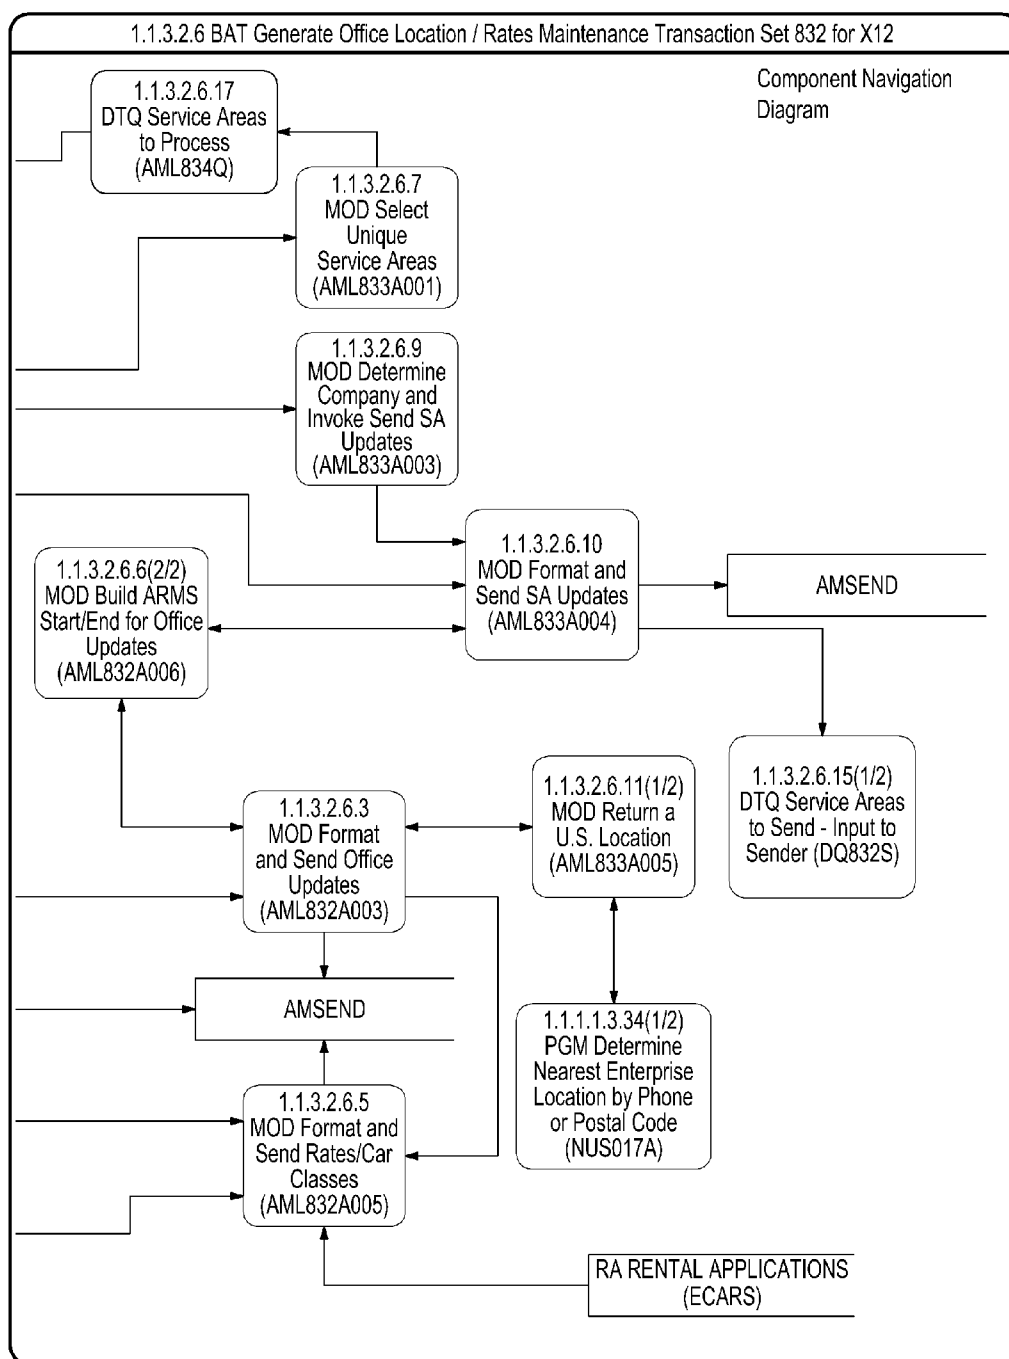 1.1.3.2.6 BAT Generate Office Location / Rates Maintenance Transaction Set 832 for X12
Component Navigation
Diagram
1.1.3.2.6.17
DTQ Service Areas
to Process
(AML834Q)
1.1.3.2.6.7
MOD Select
Unique
Service Areas
(AML833A001)
1.1.3.2.6.9
MOD Determine
Company and
Invoke Send SA
Updates
(AML833A003)
1.1.3.2.6.10
MOD Format and
Send SA Updates
(AML833A004)
AMSEND
1.1.3.2.6.6(2/2)
MOD Build ARMS
Start/End for Office
Updates
(AML832A006)
1.1.3.2.6.15(1/2)
DTQ Service Areas
to Send - Input to
Sender (DQ832S)
1.1.3.2.6.11(1/2)
MOD Return a
U.S. Location
(AML833A005)
1.1.3.2.6.3
MOD Format
and Send Office
Updates
(AML832A003)
AMSEND
1.1.1.1.3.34(1/2)
PGM Determine
Nearest Enterprise
Location by Phone
or Postal Code
(NUS017A)
1.1.3.2.6.5
MOD Format and
Send Rates/Car
Classes
(AML832A005)
RA RENTAL APPLICATIONS
(ECARS)